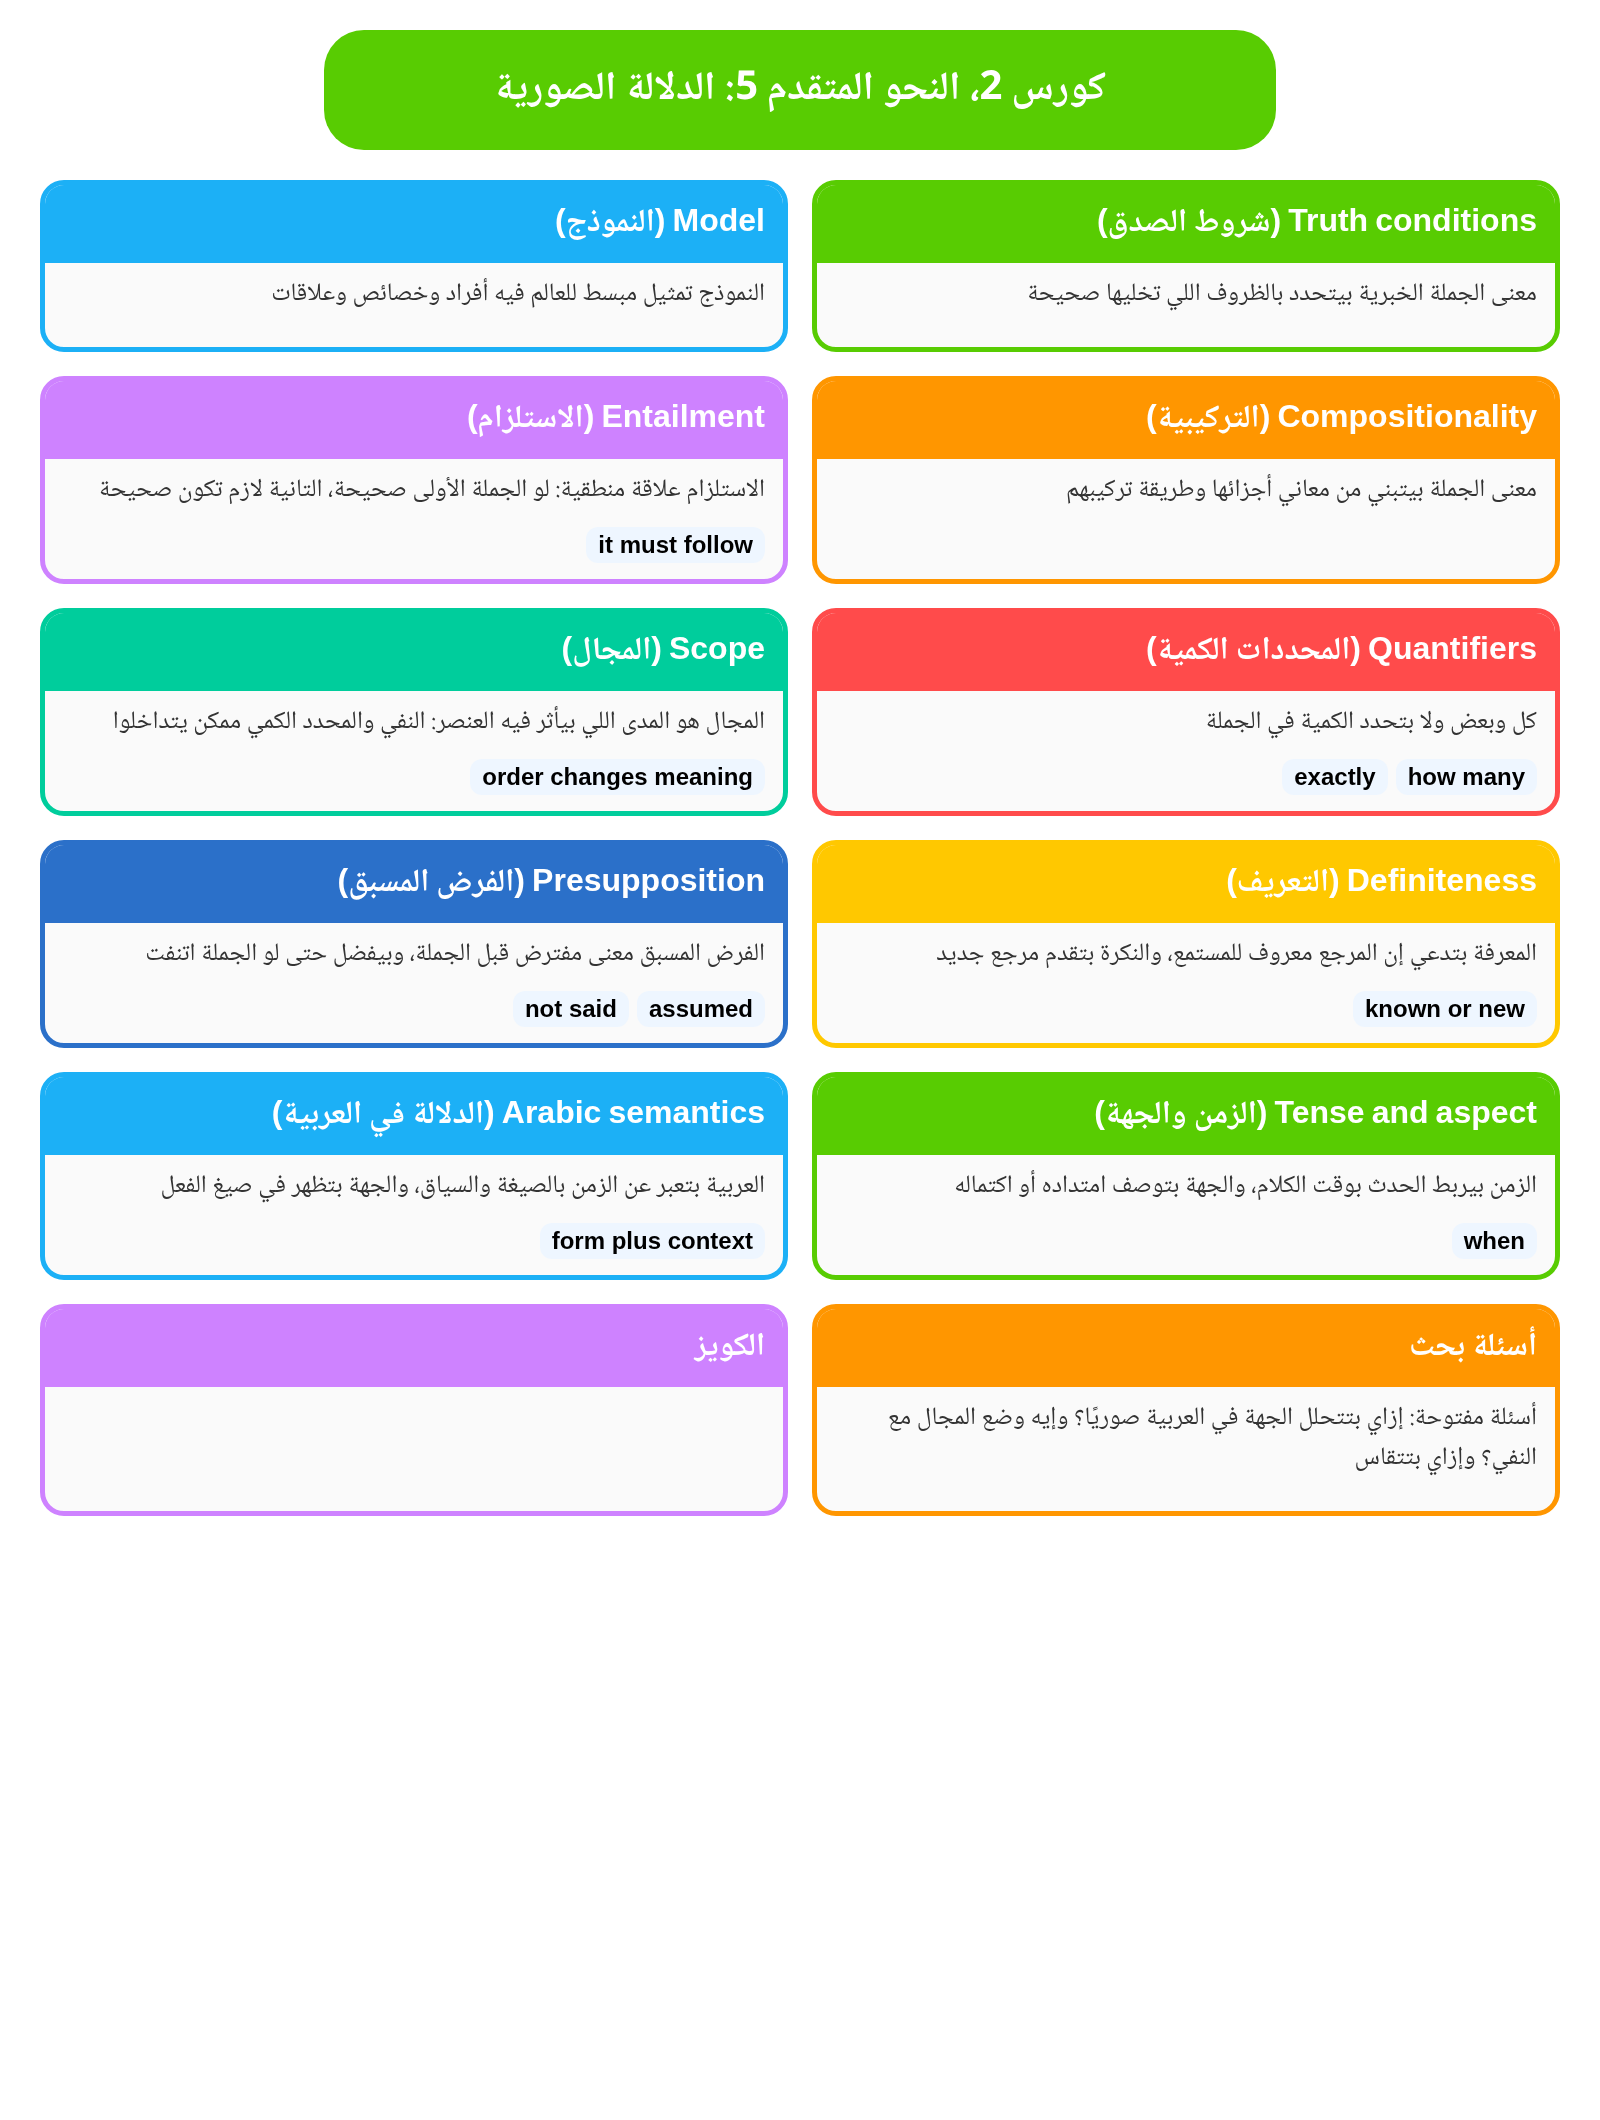 كورس 2، النحو المتقدم 5: الدلالة الصورية
Truth conditions (شروط الصدق)
معنى الجملة الخبرية بيتحدد بالظروف اللي تخليها صحيحة
Model (النموذج)
النموذج تمثيل مبسط للعالم فيه أفراد وخصائص وعلاقات
Compositionality (التركيبية)
معنى الجملة بيتبني من معاني أجزائها وطريقة تركيبهم
Entailment (الاستلزام)
الاستلزام علاقة منطقية: لو الجملة الأولى صحيحة، التانية لازم تكون صحيحة
it must follow
Quantifiers (المحددات الكمية)
كل وبعض ولا بتحدد الكمية في الجملة
how many exactly
Scope (المجال)
المجال هو المدى اللي بيأثر فيه العنصر: النفي والمحدد الكمي ممكن يتداخلوا
order changes meaning
Definiteness (التعريف)
المعرفة بتدعي إن المرجع معروف للمستمع، والنكرة بتقدم مرجع جديد
known or new
Presupposition (الفرض المسبق)
الفرض المسبق معنى مفترض قبل الجملة، وبيفضل حتى لو الجملة اتنفت
assumed not said
Tense and aspect (الزمن والجهة)
الزمن بيربط الحدث بوقت الكلام، والجهة بتوصف امتداده أو اكتماله
when
Arabic semantics (الدلالة في العربية)
العربية بتعبر عن الزمن بالصيغة والسياق، والجهة بتظهر في صيغ الفعل
form plus context
أسئلة بحث
أسئلة مفتوحة: إزاي بتتحلل الجهة في العربية صوريًا؟ وإيه وضع المجال مع
النفي؟ وإزاي بتتقاس
الكويز